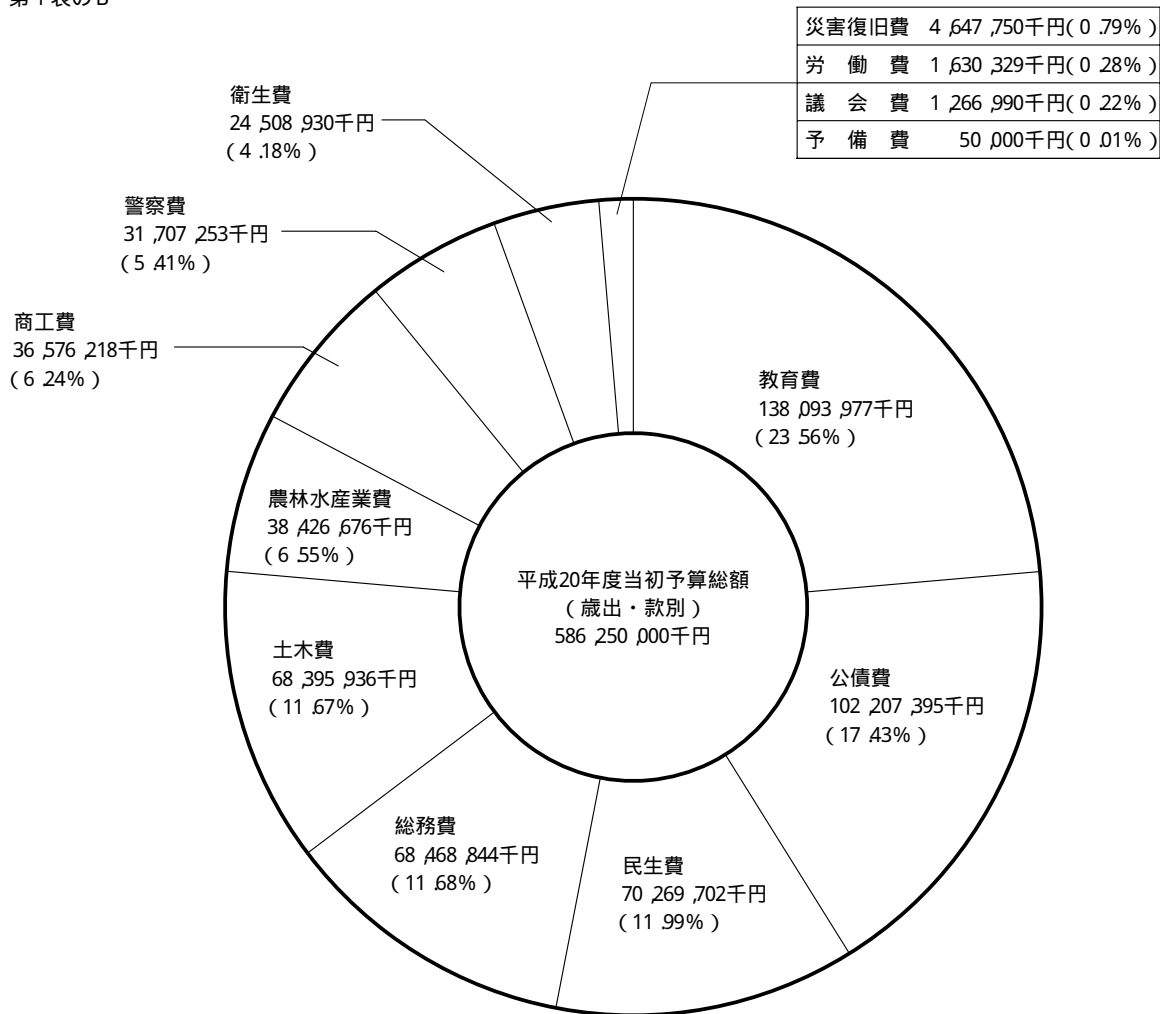 災害復旧費 4,647,750千円(0.79%)
労働費 1,630,329千円(0.28%)
議会費 1,266,990千円(0.22%)
予備費 50,000千円(0.01%)
衛生費
24,508,930千円
(4.18%)
警察費
31,707,253千円
(5.41%)
商工費
36,576,218千円
(6.24%)
教育費
138,093,977千円
(23.56%)
農林水産業費
38,426,676千円
(6.55%)
平成20年度当初予算総額
(歳出・款別)
586,250,000千円
土木費
68,395,936千円
(11.67%)
公債費
102,207,395千円
(17.43%)
総務費
68,468,844千円
(11.68%)
民生費
70,269,702千円
(11.99%)